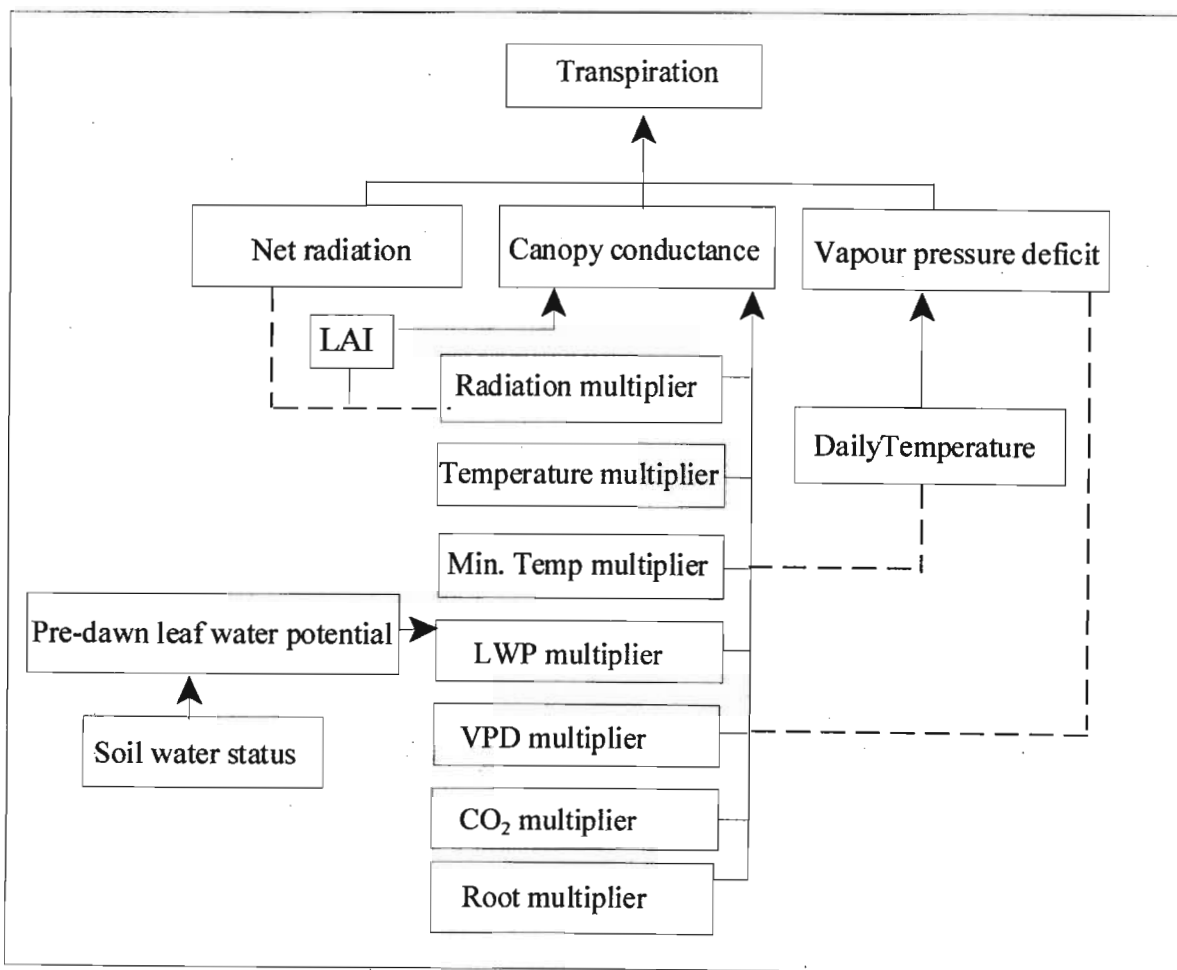 Transpiration
Net radiation
Canopy conductance
Vapour pressure deficit
LAI
Radiation multiplier
DailyTemperature
Temperature multiplier
Min. Temp multiplier
Pre-dawn leaf water potential
LWP multiplier
VPD multiplier
Soil water status
CO₂ multiplier
Root multiplier